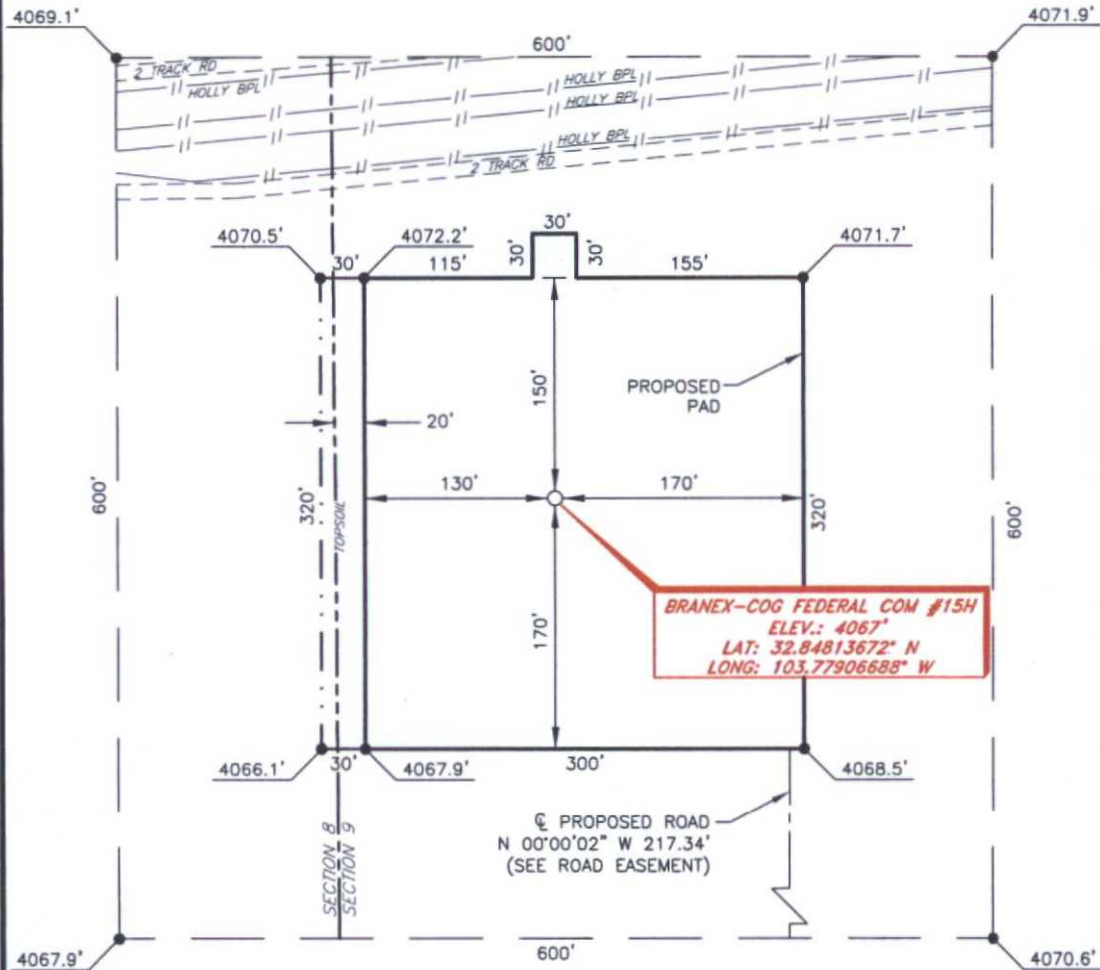 4069.1'
4071.9'
600'
2 TRACK RD
HOLLY BPL
HOLLY BPL
HOLLY BPL
HOLLY BPL
2 TRACK RD
4070.5'
4072.2'
30'
4071.7'
30'
115'
30'
30'
155'
150'
PROPOSED
PAD
20'
130'
170'
600'
320'
TOPSOIL
320'
600'
170'
BRANEX-COG FEDERAL COM #15H
ELEV.: 4067'
LAT: 32.84813672° N
LONG: 103.77906688° W
4066.1'
30'
4067.9'
300'
4068.5'
℄ PROPOSED ROAD
N 00°00'02" W 217.34'
(SEE ROAD EASEMENT)
SECTION 8
SECTION 9
4067.9'
600'
4070.6'